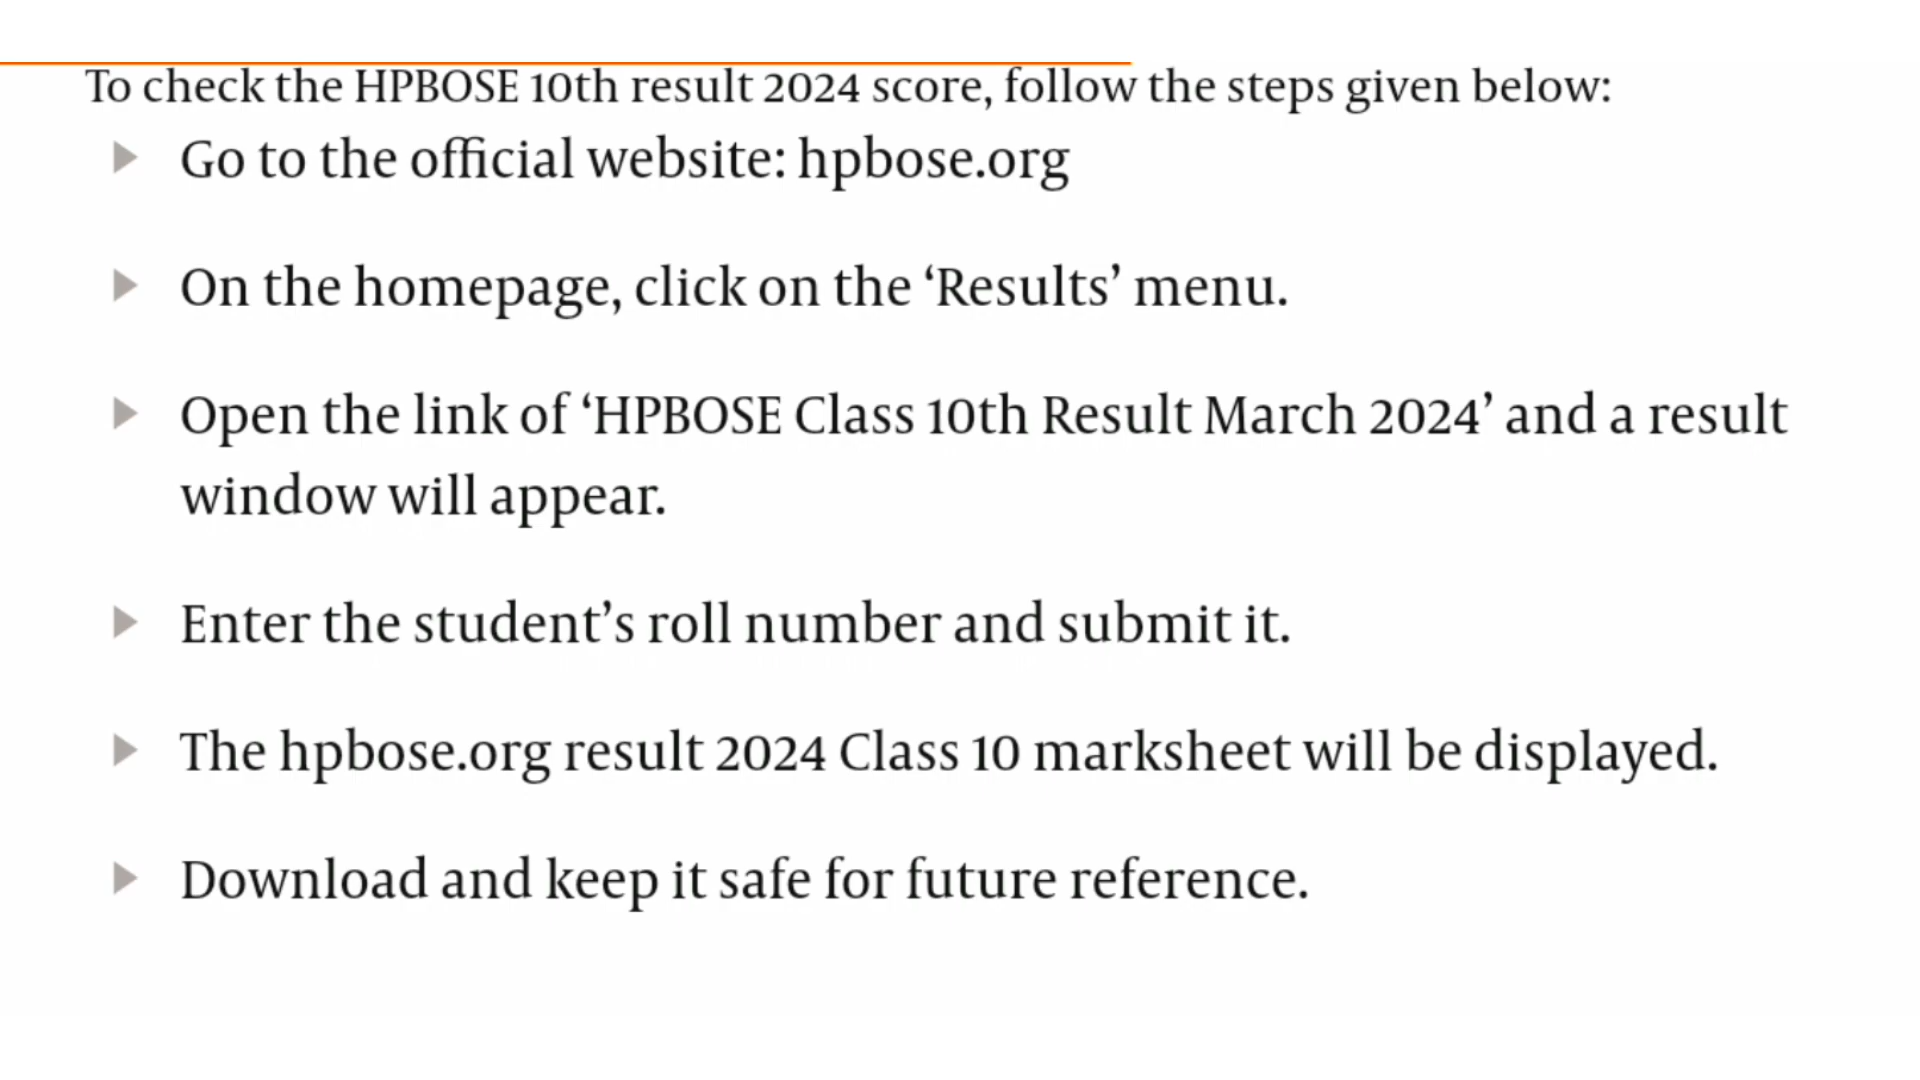 To check the HPBOSE 10th result 2024 score, follow the steps given below:
Go to the official website: hpbose.org
On the homepage, click on the ‘Results’ menu.
Open the link of ‘HPBOSE Class 10th Result March 2024’ and a result
window will appear.
Enter the student’s roll number and submit it.
The hpbose.org result 2024 Class 10 marksheet will be displayed.
Download and keep it safe for future reference.